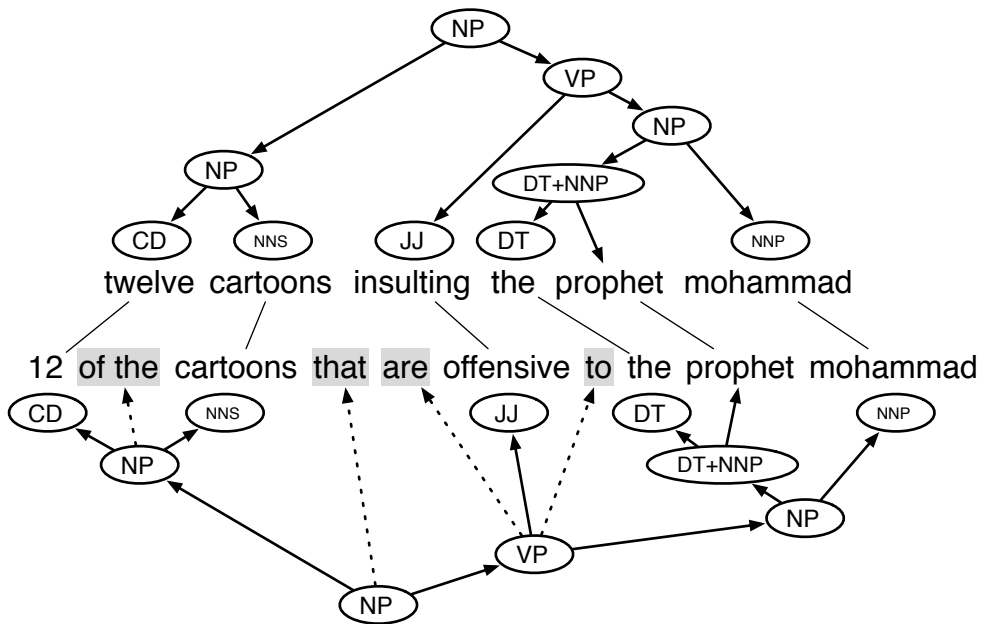 NP
VP
NP
NP
DT+NNP
CD NNS JJ DT NNP
twelve cartoons insulting the prophet mohammad
12 of the cartoons that are offensive to the prophet mohammad
CD NNS JJ DT NNP
NP DT+NNP
NP
VP
NP